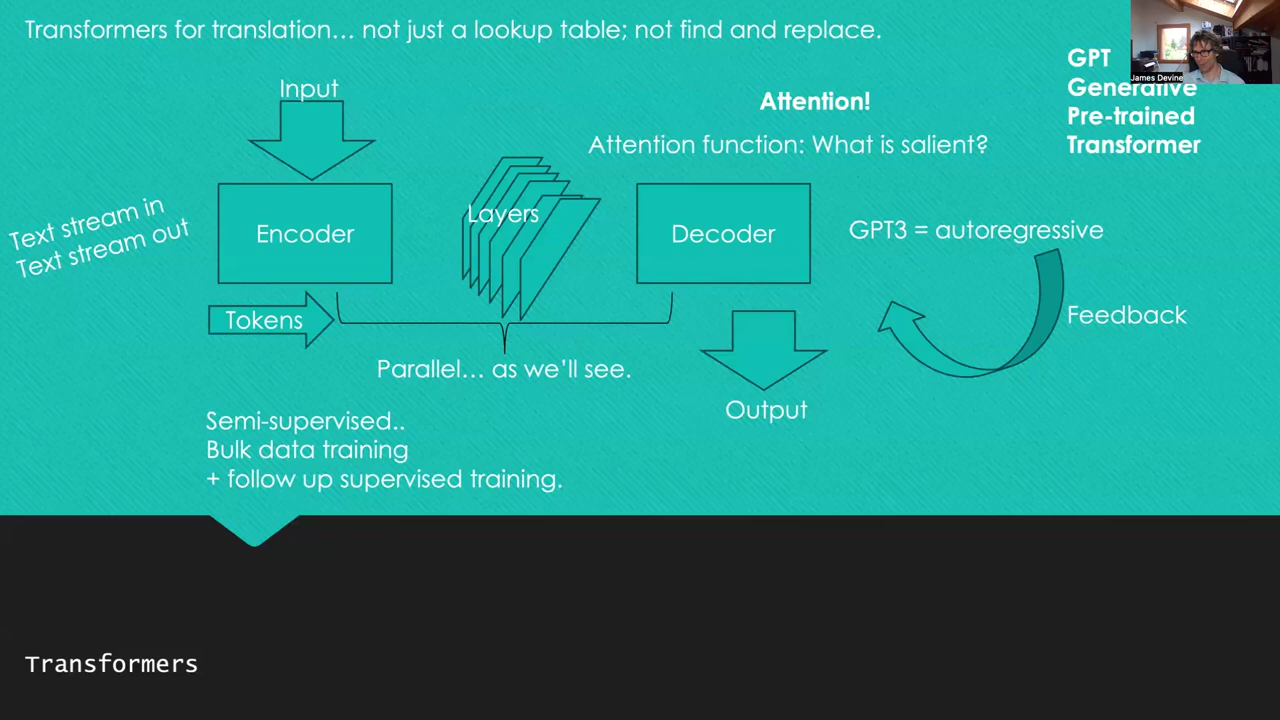 Transformers for translation... not just a lookup table; not find and replace.
James Devine
GPT
Generative
Pre-trained
Transformer
Input
Attention!
Attention function: What is salient?
Text stream in
Text stream out
Encoder
Layers
Decoder
GPT3 = autoregressive
Tokens
Feedback
Parallel... as we'll see.
Output
Semi-supervised..
Bulk data training
+ follow up supervised training.
Transformers